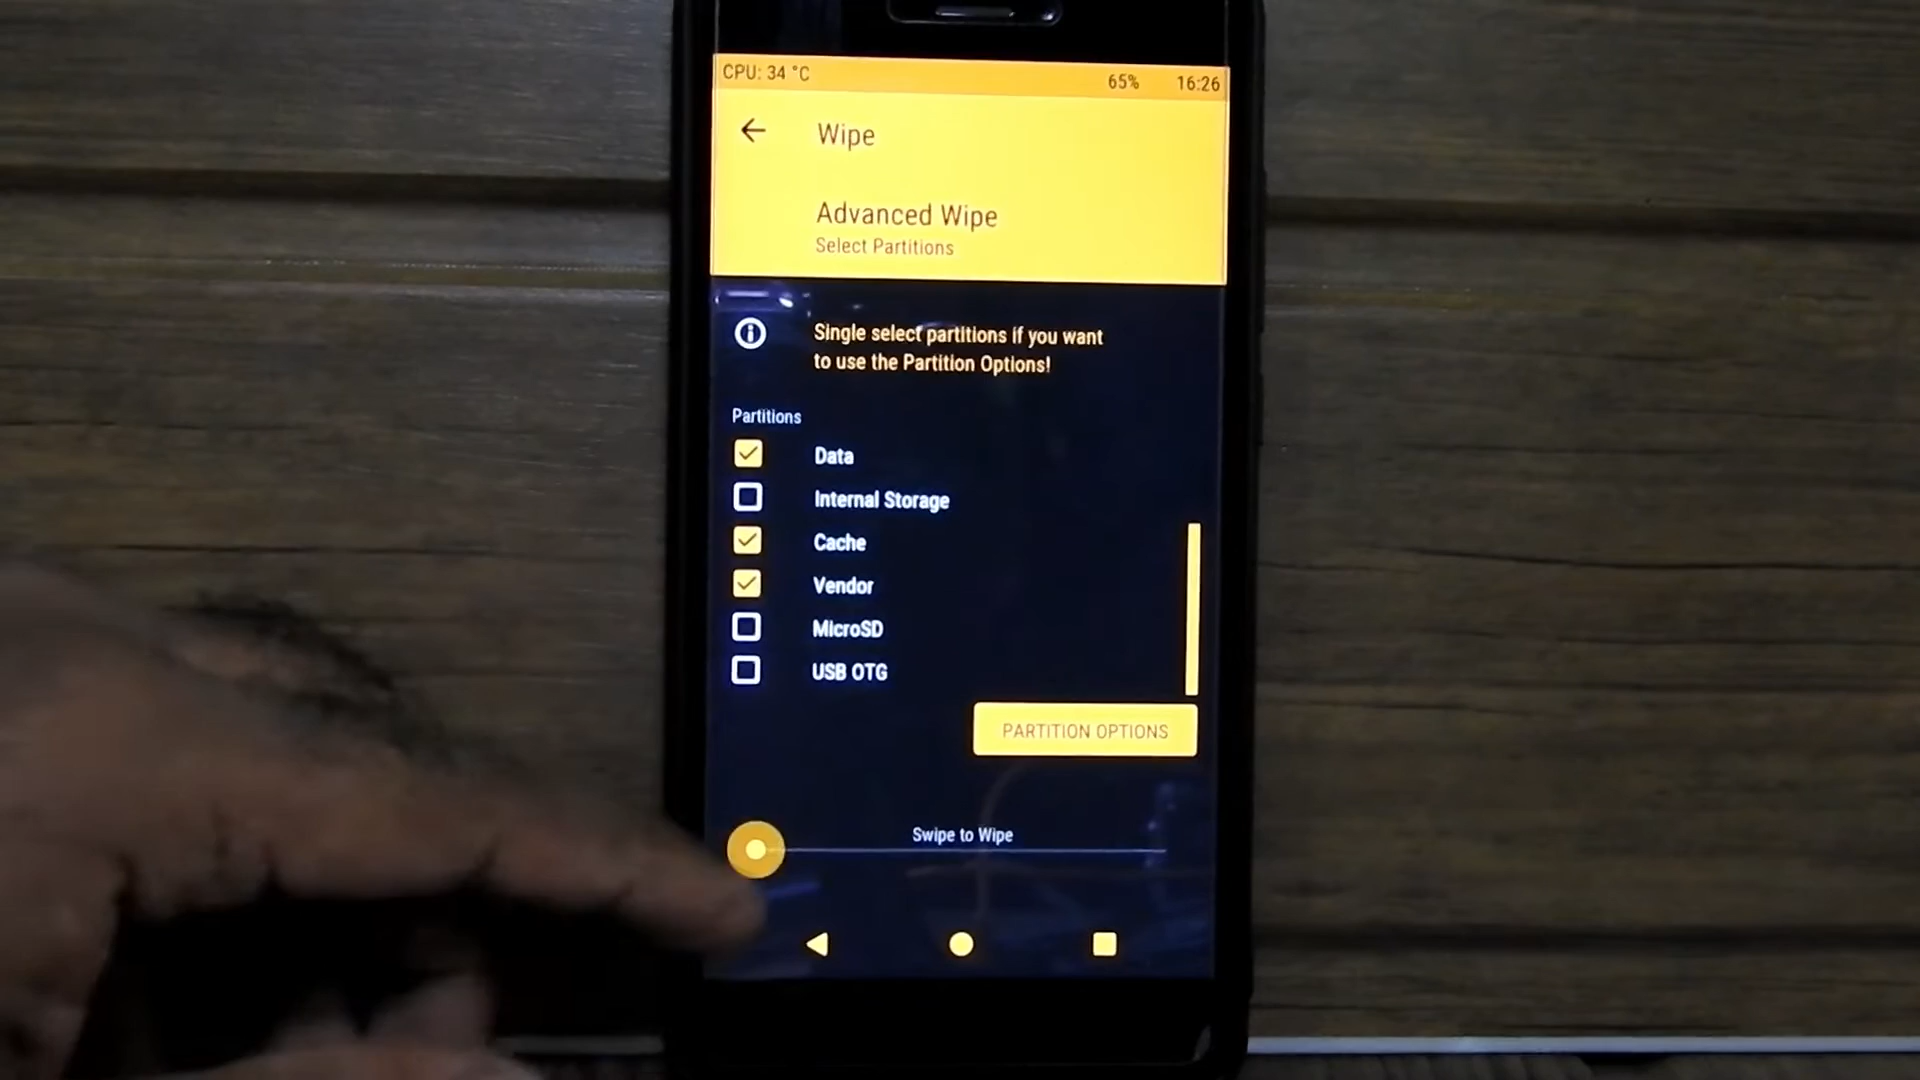 CPU: 34 °C 65% 16:26
Wipe
Advanced Wipe
Select Partitions
Single select partitions if you want
to use the Partition Options!
Partitions
Data
Internal Storage
Cache
Vendor
MicroSD
USB OTG
PARTITION OPTIONS
Swipe to Wipe